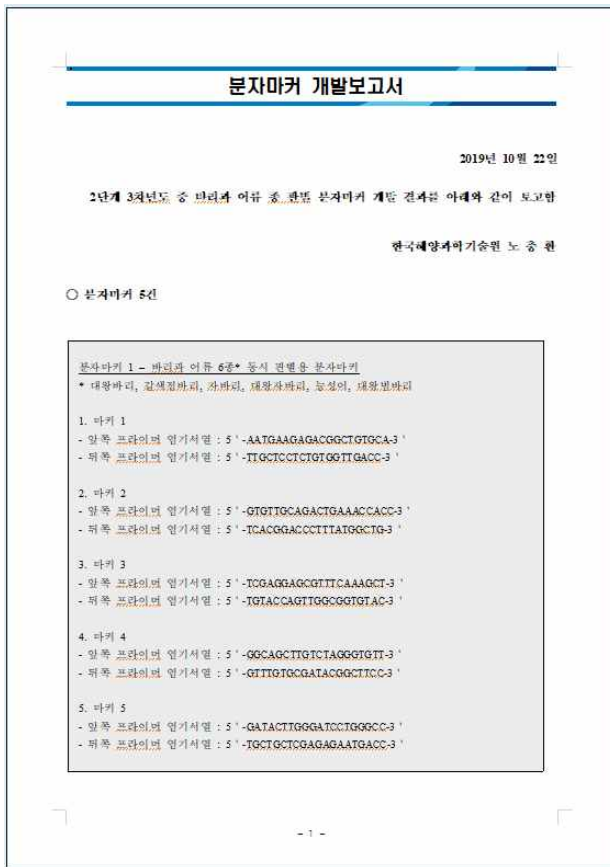 분자마커 개발보고서
2019년 10월 22일
2단계 3차년도 중 바리과 어류 종 판별 분자마커 개발 결과를 아래와 같이 보고함
한국해양과학기술원 노 충 환
○ 분자마커 5건
분자마커 1 – 바리과 어류 6종* 동시 판별용 분자마커
* 대왕바리, 갈색점바리, 자바리, 대왕자바리, 능성어, 대왕범바리
1. 마커 1
- 앞쪽 프라이머 염기서열 : 5'-AATGAAGAGACGGCTGTGCA-3'
- 뒤쪽 프라이머 염기서열 : 5'-TTGCTCCTCTGTGGTTGACC-3'
2. 마커 2
- 앞쪽 프라이머 염기서열 : 5'-GTGTTGCAGACTGAAACCACC-3'
- 뒤쪽 프라이머 염기서열 : 5'-TCACGGACCCTTTATGGCTG-3'
3. 마커 3
- 앞쪽 프라이머 염기서열 : 5'-TCGAGGAGCGTTTCAAAGCT-3'
- 뒤쪽 프라이머 염기서열 : 5'-TGTACCAGTTGGCGGTGTAC-3'
4. 마커 4
- 앞쪽 프라이머 염기서열 : 5'-GGCAGCTTGTCTAGGGTGTT-3'
- 뒤쪽 프라이머 염기서열 : 5'-GTTTGTGCGATACGGCTTCC-3'
5. 마커 5
- 앞쪽 프라이머 염기서열 : 5'-GATACTTGGGATCCTGGGCC-3'
- 뒤쪽 프라이머 염기서열 : 5'-TGCTGCTCGAGAGAATGACC-3'
- 1 -